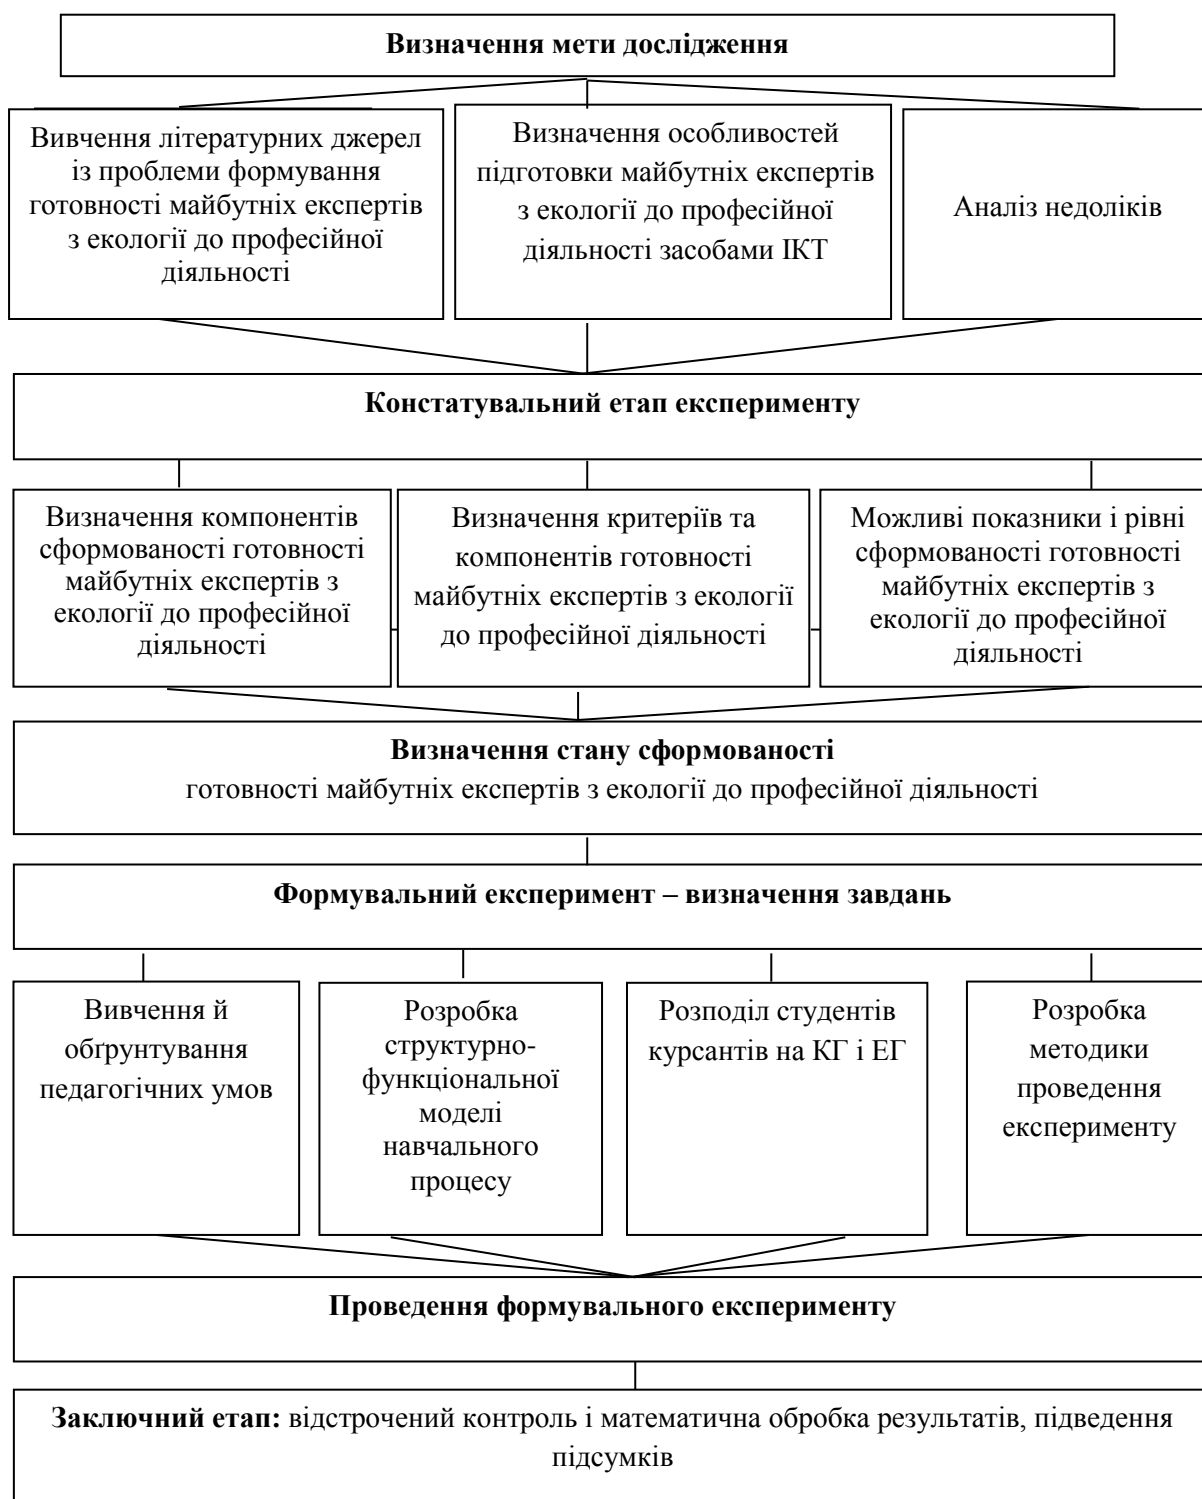 Визначення мети дослідження
Вивчення літературних джерел
із проблеми формування
готовності майбутніх експертів
з екології до професійної
діяльності
Визначення особливостей
підготовки майбутніх експертів
з екології до професійної
діяльності засобами ІКТ
Аналіз недоліків
Констатувальний етап експерименту
Визначення компонентів
сформованості готовності
майбутніх експертів з
екології до професійної
діяльності
Визначення критеріїв та
компонентів готовності
майбутніх експертів з екології
до професійної діяльності
Можливі показники і рівні
сформованості готовності
майбутніх експертів з
екології до професійної
діяльності
Визначення стану сформованості
готовності майбутніх експертів з екології до професійної діяльності
Формувальний експеримент – визначення завдань
Вивчення й
обґрунтування
педагогічних умов
Розробка
структурно-
функціональної
моделі
навчального
процесу
Розподіл студентів
курсантів на КГ і ЕГ
Розробка
методики
проведення
експерименту
Проведення формувального експерименту
Заключний етап: відстрочений контроль і математична обробка результатів, підведення
підсумків